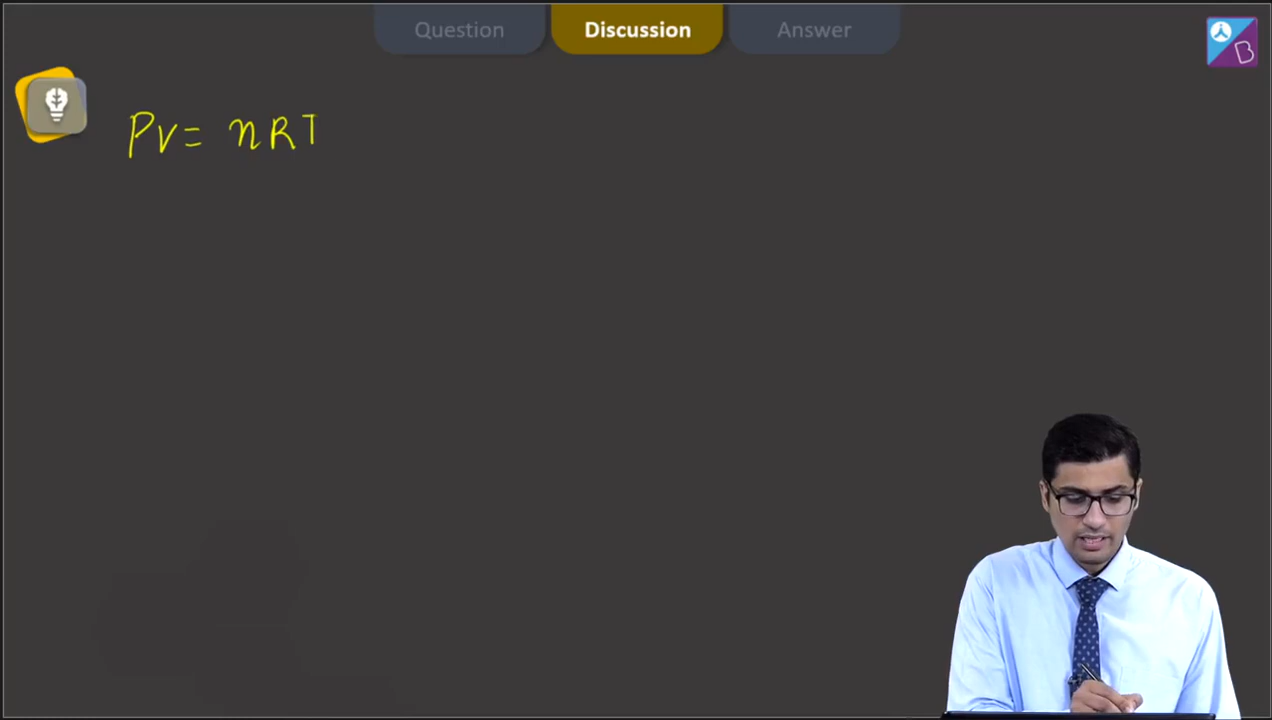 Question Discussion Answer
B
PV = nRT